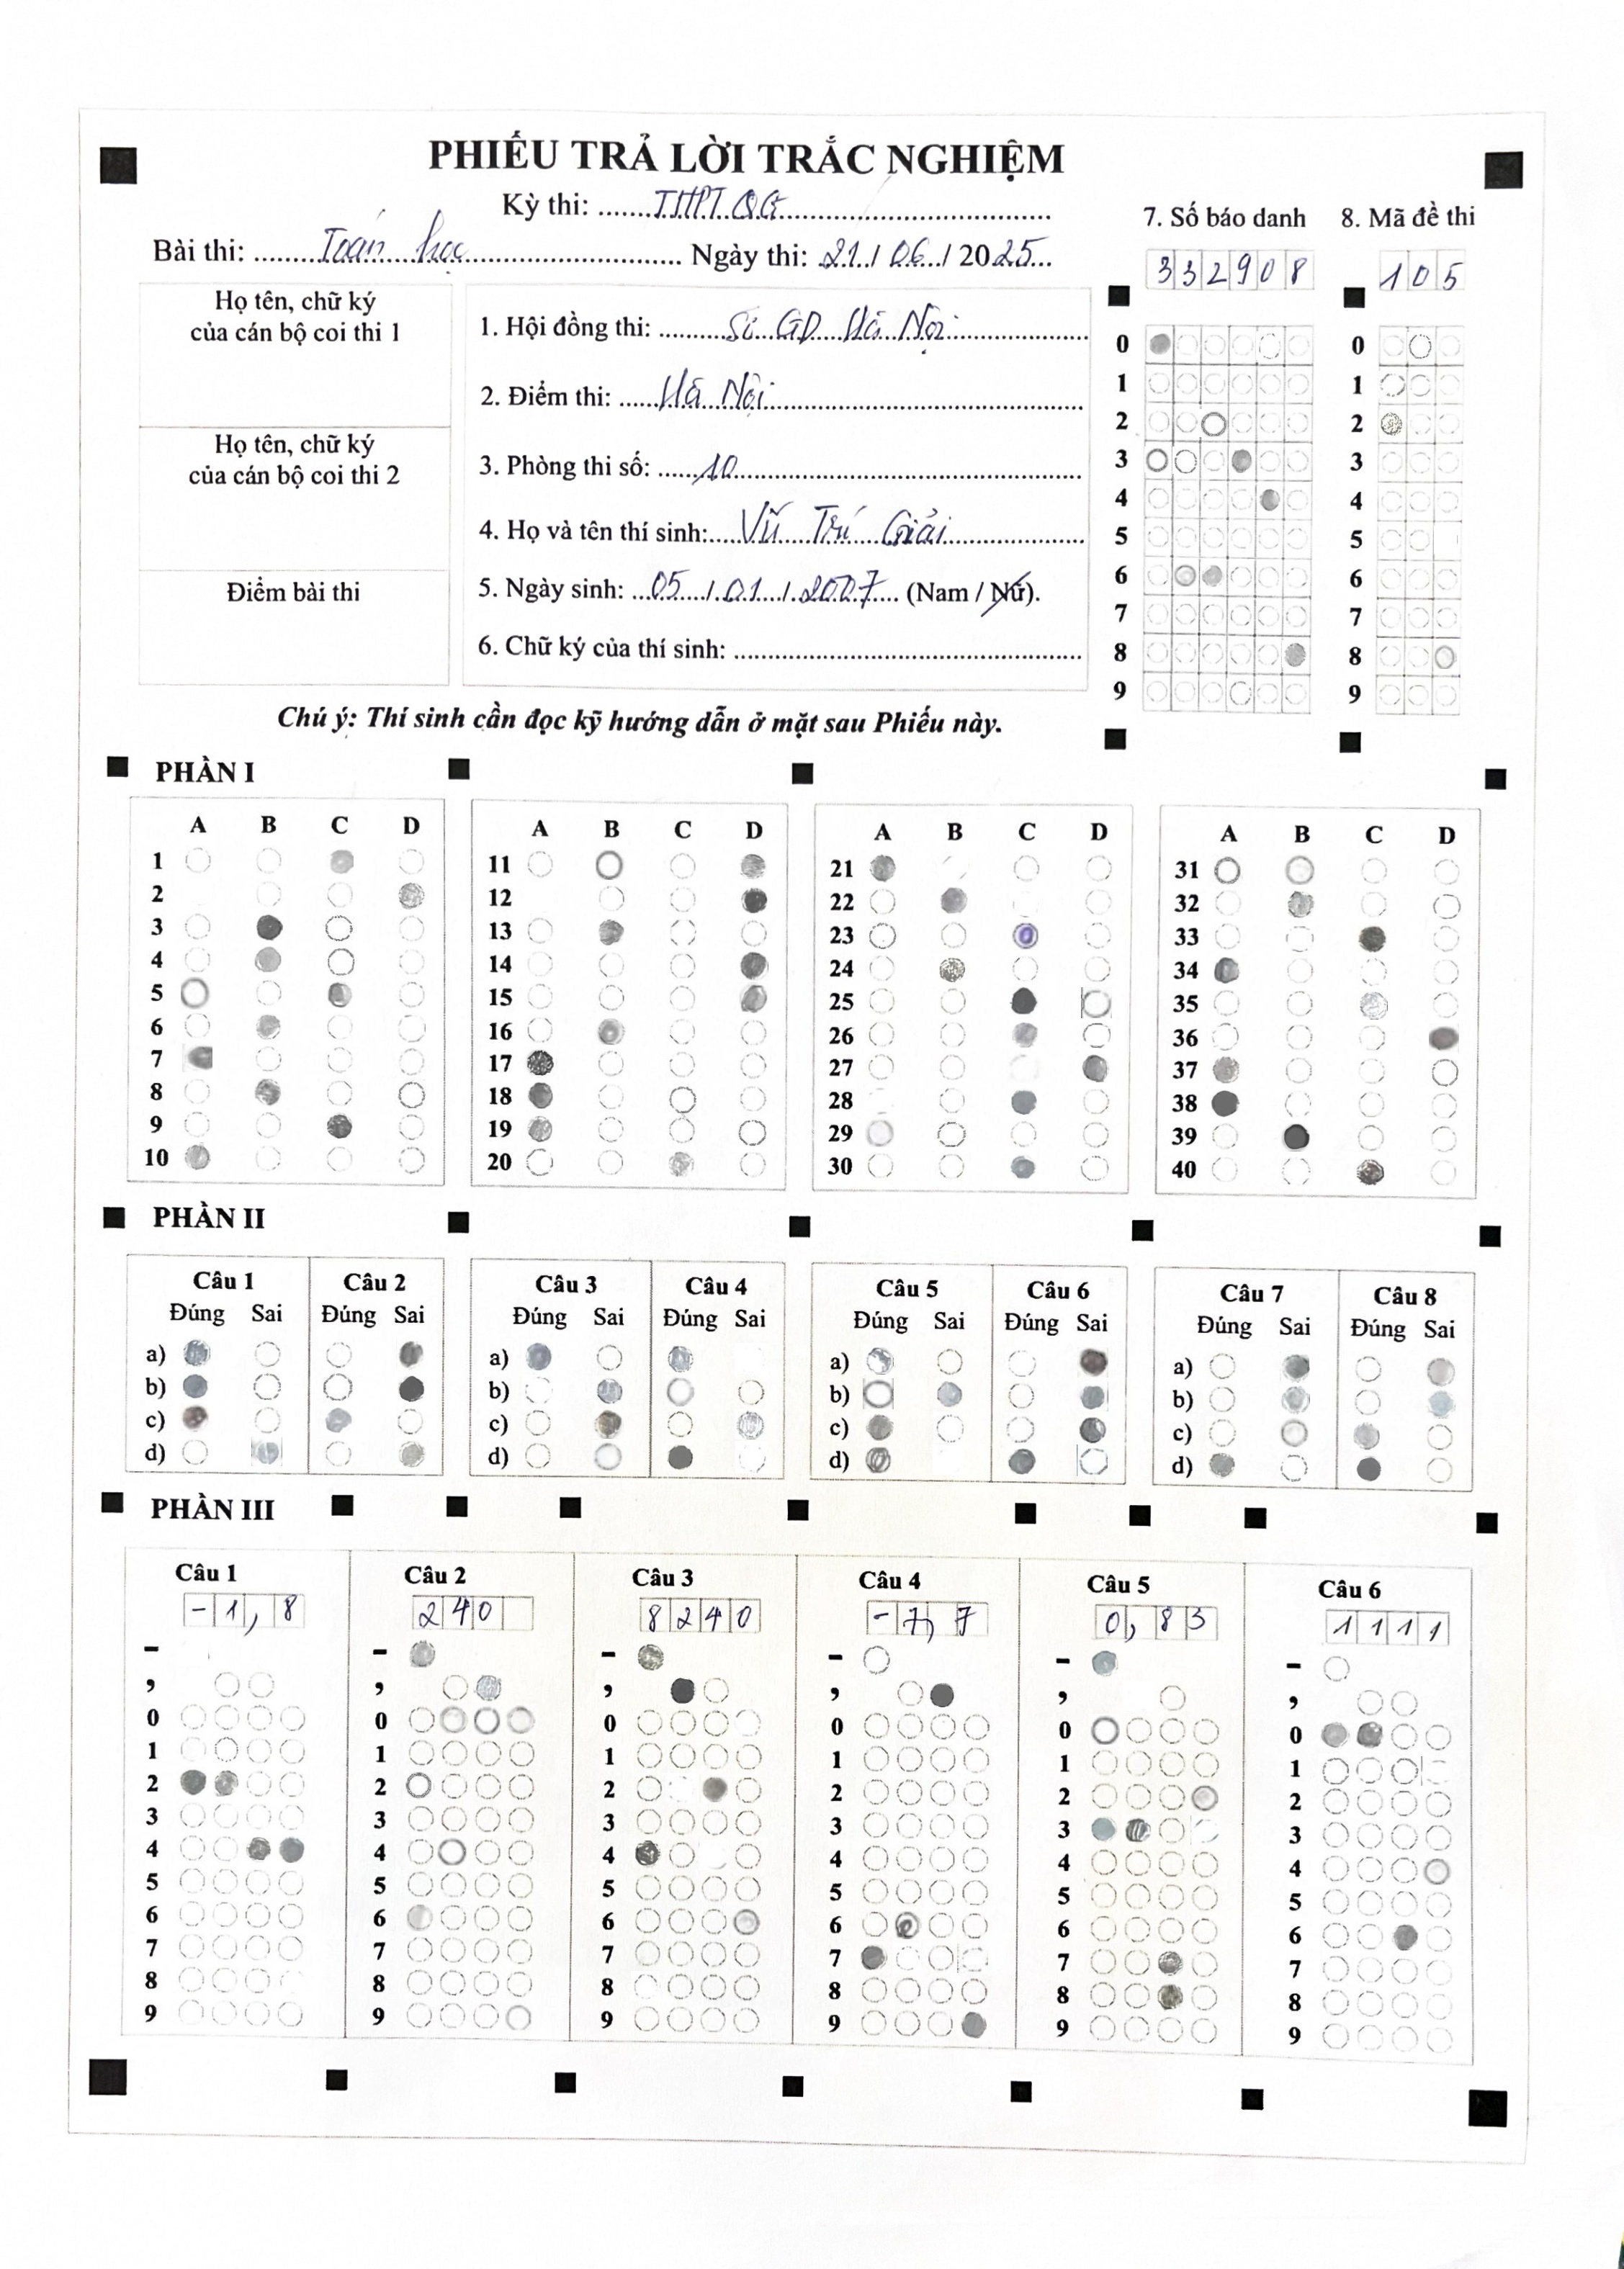 PHIẾU TRẢ LỜI TRẮC NGHIỆM
Kỳ thi: ....... THPT QG ...............
Bài thi: ......... Toán học ............... Ngày thi: 21 / 06 / 2025...
7. Số báo danh 8. Mã đề thi
332908 105
Họ tên, chữ ký
của cán bộ coi thi 1
Họ tên, chữ ký
của cán bộ coi thi 2
Điểm bài thi
1. Hội đồng thi: ......... Sở GD Hà Nội ...............
2. Điểm thi: ...... Hà Nội ...............
3. Phòng thi số: ...... 10 ...............
4. Họ và tên thí sinh: .... Vũ Trí Giải ...............
5. Ngày sinh: ... 05 / 01 / 2007 .... (Nam / Nữ).
6. Chữ ký của thí sinh: ...............
0 0
1 1
2 2
3 3
4 4
5 5
6 6
7 7
8 8
9 9
Chú ý: Thí sinh cần đọc kỹ hướng dẫn ở mặt sau Phiếu này.
PHẦN I
A B C D A B C D A B C D A B C D
1 11 21 31
2 12 22 32
3 13 23 33
4 14 24 34
5 15 25 35
6 16 26 36
7 17 27 37
8 18 28 38
9 19 29 39
10 20 30 40
PHẦN II
Câu 1 Câu 2 Câu 3 Câu 4 Câu 5 Câu 6 Câu 7 Câu 8
Đúng Sai Đúng Sai Đúng Sai Đúng Sai Đúng Sai Đúng Sai Đúng Sai Đúng Sai
a) a) a) a)
b) b) b) b)
c) c) c) c)
d) d) d) d)
PHẦN III
Câu 1 Câu 2 Câu 3 Câu 4 Câu 5 Câu 6
-1,8 240 8240 -7,7 0,83 1111
- - - - - -
, , , , , ,
0 0 0 0 0 0
1 1 1 1 1 1
2 2 2 2 2 2
3 3 3 3 3 3
4 4 4 4 4 4
5 5 5 5 5 5
6 6 6 6 6 6
7 7 7 7 7 7
8 8 8 8 8 8
9 9 9 9 9 9